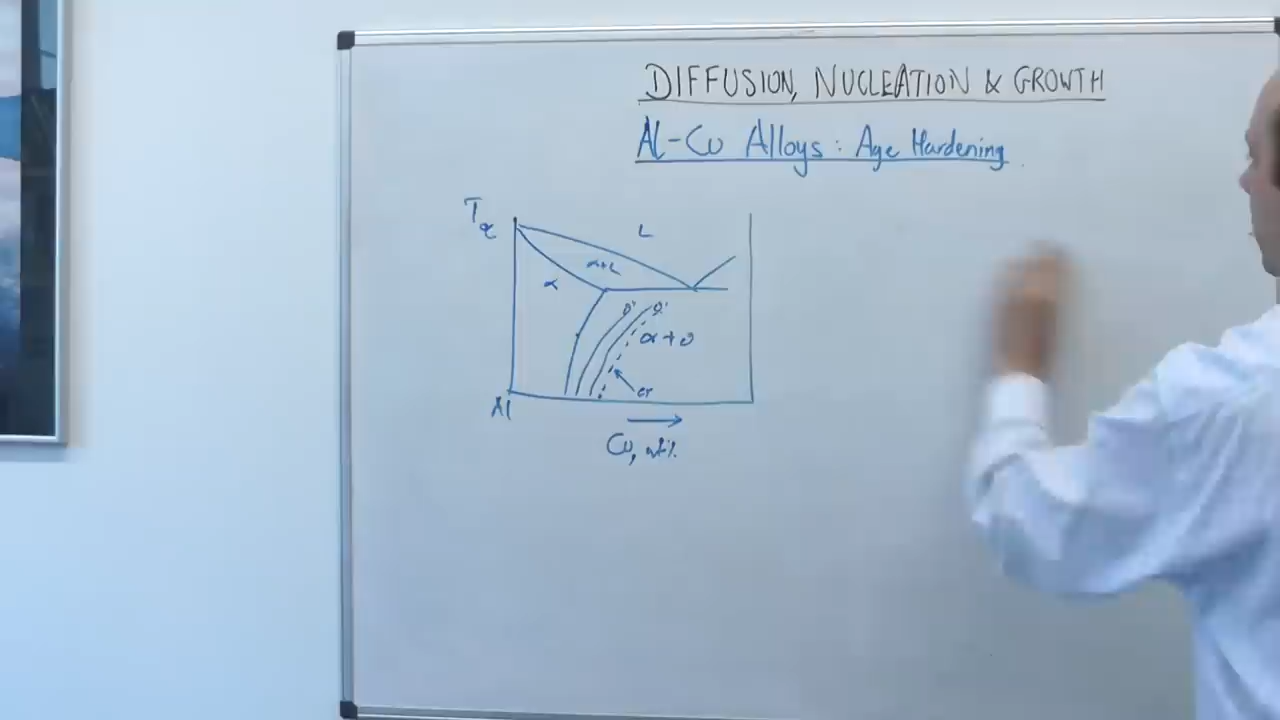 DIFFUSION, NUCLEATION & GROWTH
Al-Cu Alloys: Age Hardening
L
α+L
α
α+θ
Al
Cu, wt%